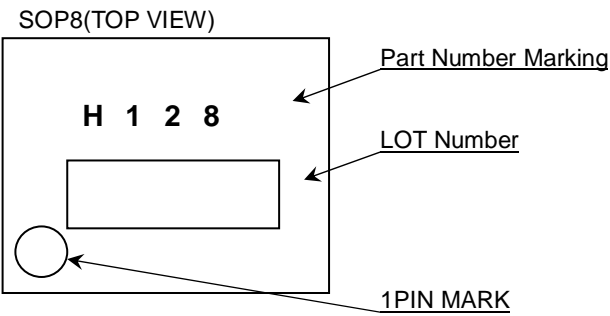 SOP8(TOP VIEW)
Part Number Marking
H 1 2 8
LOT Number
1PIN MARK